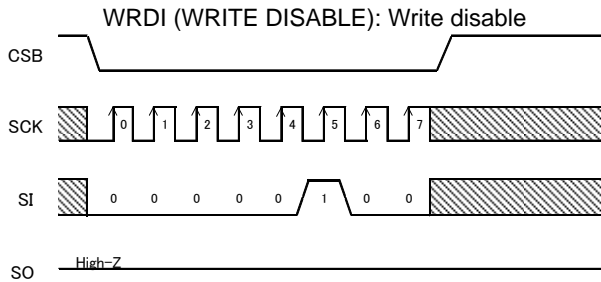 WRDI (WRITE DISABLE): Write disable
CSB
SCK 0 1 2 3 4 5 6 7
SI 0 0 0 0 0 1 0 0
High-Z
SO